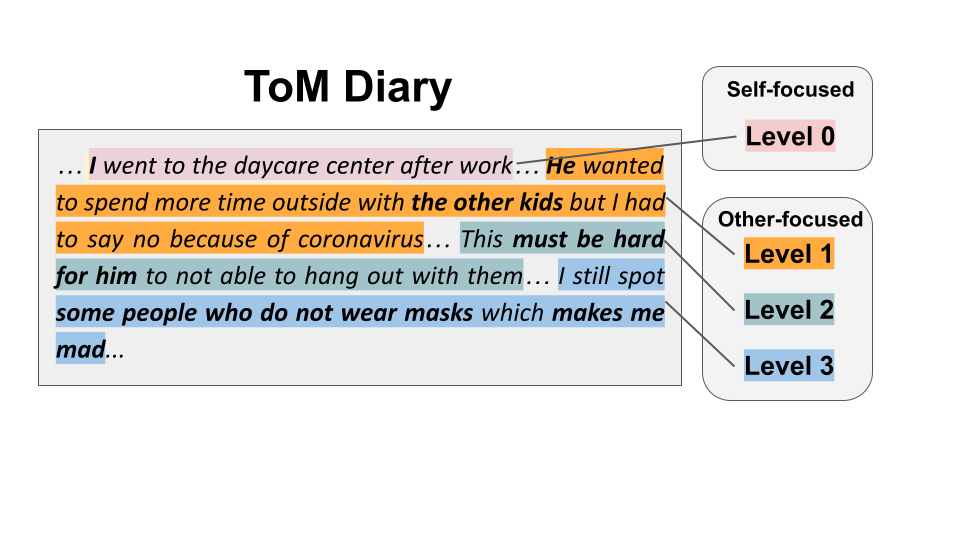 ToM Diary
… I went to the daycare center after work… He wanted
to spend more time outside with the other kids but I had
to say no because of coronavirus… This must be hard
for him to not able to hang out with them… I still spot
some people who do not wear masks which makes me
mad...
Self-focused
Level 0
Other-focused
Level 1
Level 2
Level 3